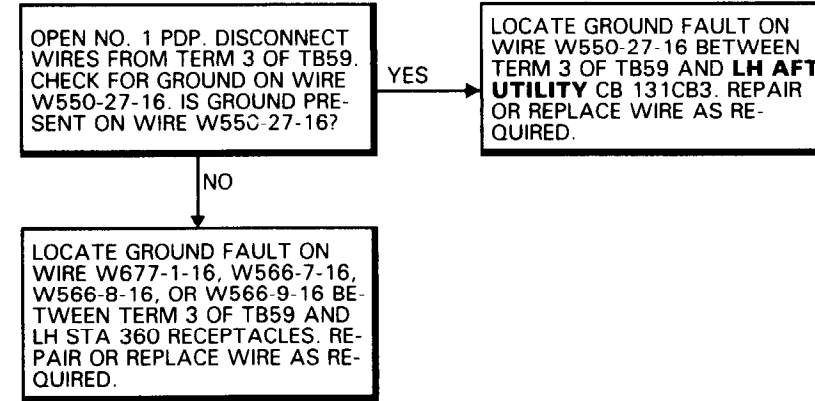 OPEN NO. 1 PDP. DISCONNECT
WIRES FROM TERM 3 OF TB59.
CHECK FOR GROUND ON WIRE
W550-27-16. IS GROUND PRE-
SENT ON WIRE W550-27-16?
YES
LOCATE GROUND FAULT ON
WIRE W550-27-16 BETWEEN
TERM 3 OF TB59 AND LH AFT
UTILITY CB 131CB3. REPAIR
OR REPLACE WIRE AS RE-
QUIRED.
NO
LOCATE GROUND FAULT ON
WIRE W677-1-16, W566-7-16,
W566-8-16, OR W566-9-16 BE-
TWEEN TERM 3 OF TB59 AND
LH STA 360 RECEPTACLES. RE-
PAIR OR REPLACE WIRE AS RE-
QUIRED.